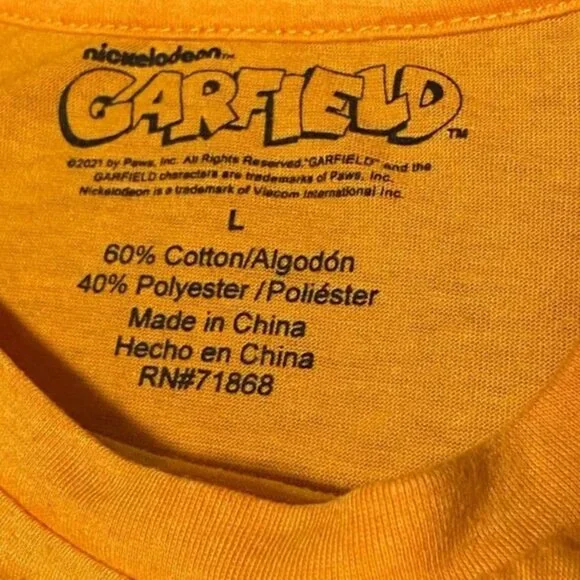 nickelodeon™
GARFIELD™
©2021 by Paws, Inc. All Rights Reserved. "GARFIELD" and the
GARFIELD characters are trademarks of Paws, Inc.
Nickelodeon is a trademark of Viacom International Inc.
L
60% Cotton/Algodón
40% Polyester /Poliéster
Made in China
Hecho en China
RN#71868